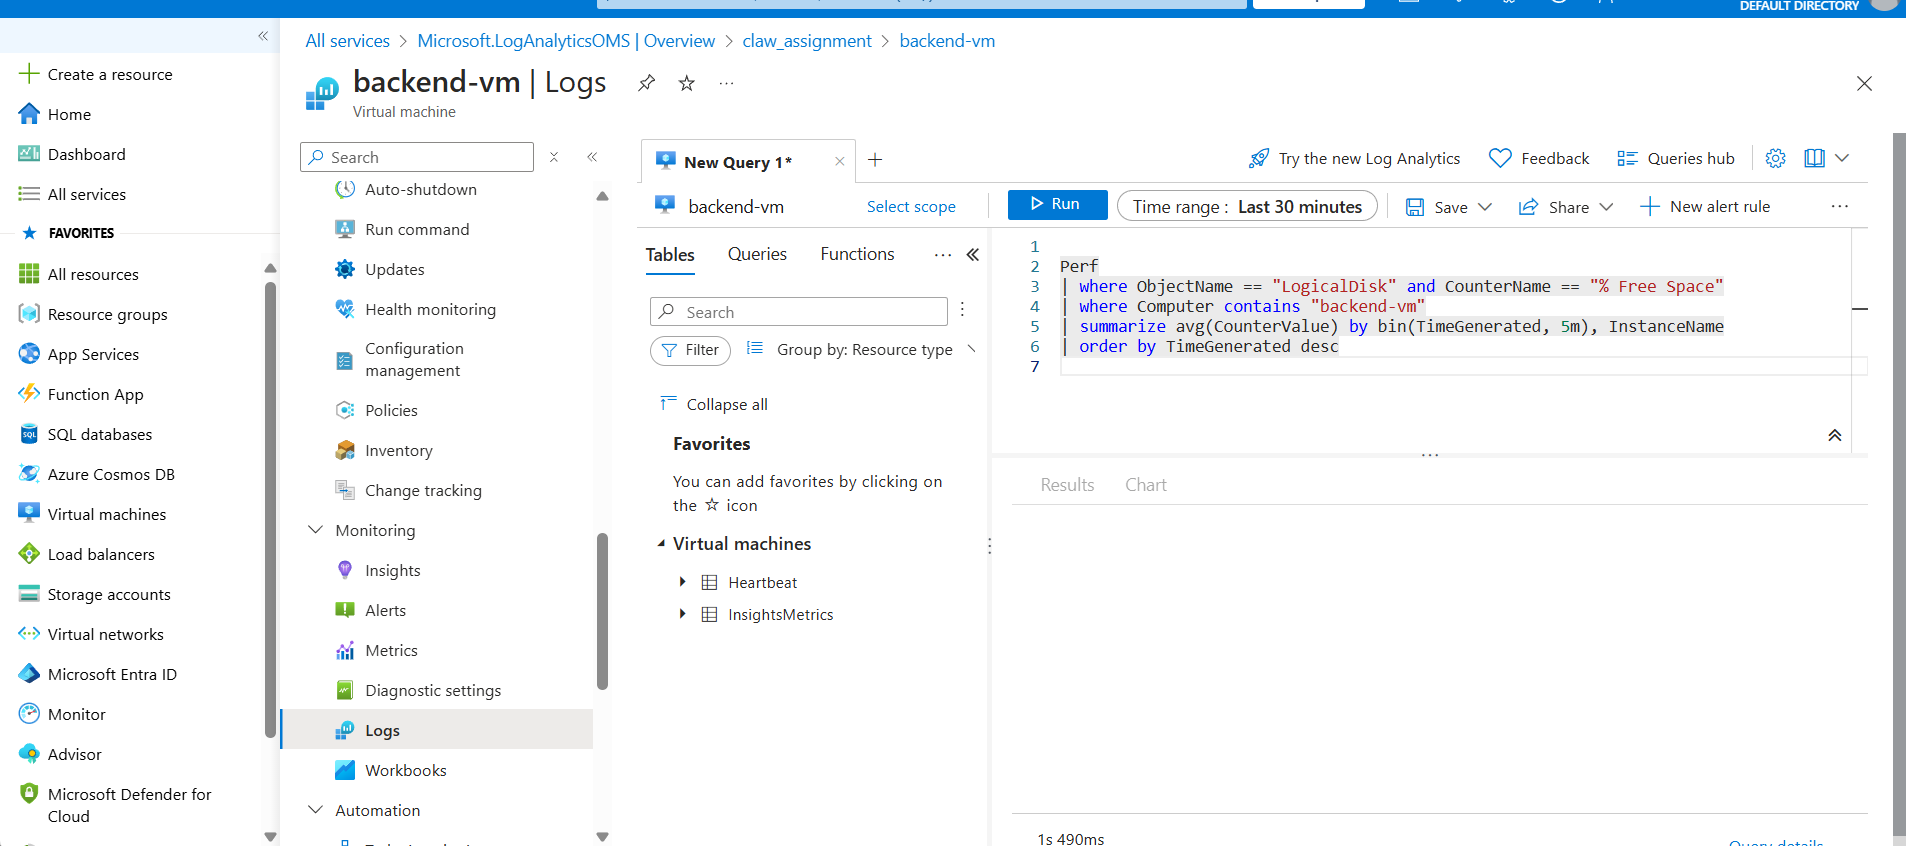 DEFAULT DIRECTORY
Create a resource
Home
Dashboard
All services
FAVORITES
All resources
Resource groups
App Services
Function App
SQL databases
Azure Cosmos DB
Virtual machines
Load balancers
Storage accounts
Virtual networks
Microsoft Entra ID
Monitor
Advisor
Microsoft Defender for
Cloud
All services > Microsoft.LogAnalyticsOMS | Overview > claw_assignment > backend-vm
backend-vm | Logs
Virtual machine
Search
Auto-shutdown
Run command
Updates
Health monitoring
Configuration
management
Policies
Inventory
Change tracking
Monitoring
Insights
Alerts
Metrics
Diagnostic settings
Logs
Workbooks
Automation
New Query 1*
Try the new Log Analytics
Feedback
Queries hub
backend-vm
Select scope
Run
Time range : Last 30 minutes
Save
Share
New alert rule
Tables
Queries
Functions
Search
Filter
Group by: Resource type
Collapse all
Favorites
You can add favorites by clicking on
the ☆ icon
Virtual machines
Heartbeat
InsightsMetrics
1
2 Perf
3 | where ObjectName == "LogicalDisk" and CounterName == "% Free Space"
4 | where Computer contains "backend-vm"
5 | summarize avg(CounterValue) by bin(TimeGenerated, 5m), InstanceName
6 | order by TimeGenerated desc
7
Results
Chart
1s 490ms
Query details